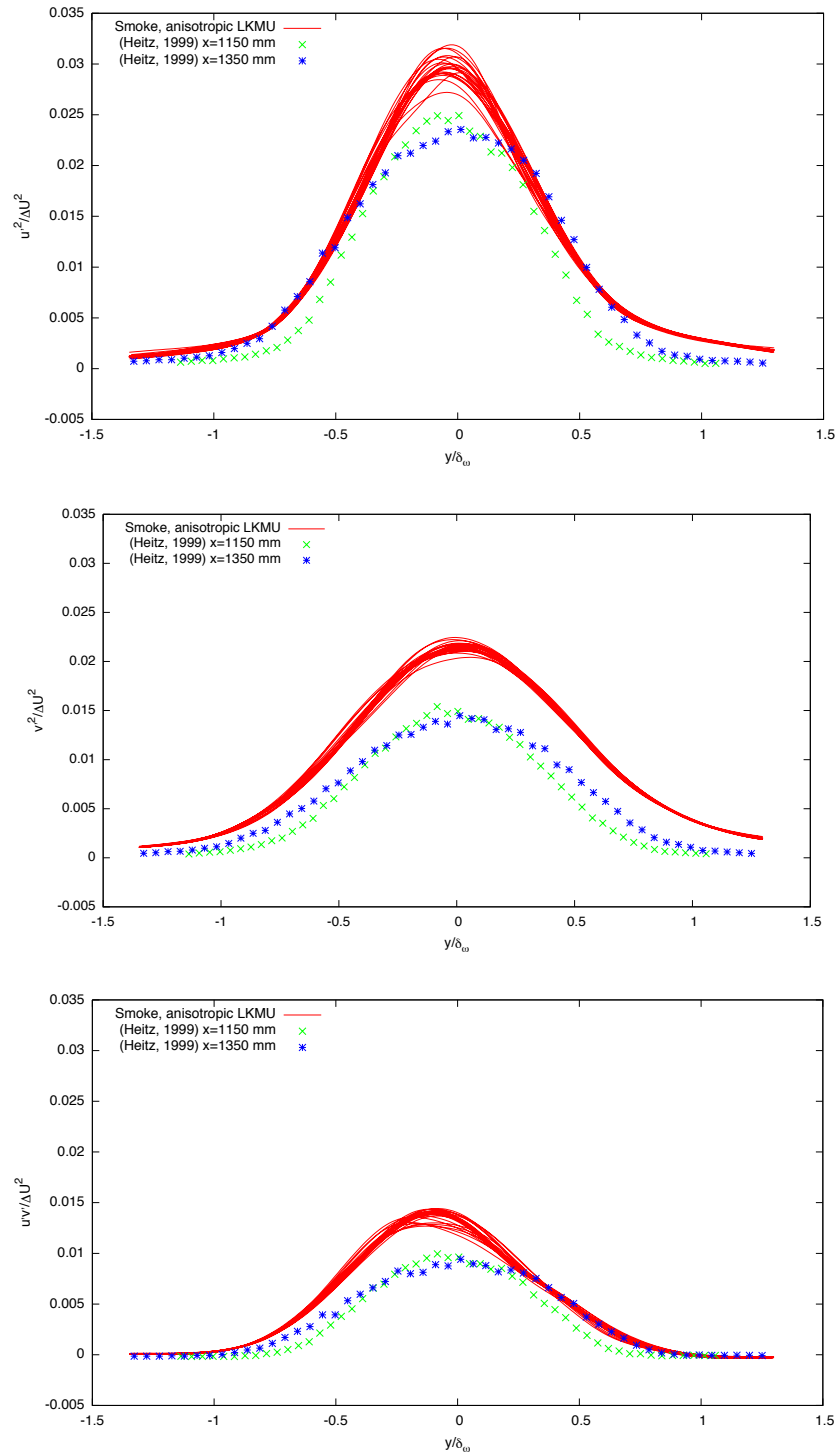 Smoke, anisotropic LKMU
(Heitz, 1999) x=1150 mm
(Heitz, 1999) x=1350 mm
0.035
0.03
0.025
0.02
0.015
0.01
0.005
0
-0.005
u'²/ΔU²
-1.5 -1 -0.5 0 0.5 1 1.5
y/δω
Smoke, anisotropic LKMU
(Heitz, 1999) x=1150 mm
(Heitz, 1999) x=1350 mm
0.035
0.03
0.025
0.02
0.015
0.01
0.005
0
-0.005
v'²/ΔU²
-1.5 -1 -0.5 0 0.5 1 1.5
y/δω
Smoke, anisotropic LKMU
(Heitz, 1999) x=1150 mm
(Heitz, 1999) x=1350 mm
0.035
0.03
0.025
0.02
0.015
0.01
0.005
0
-0.005
u'v'/ΔU²
-1.5 -1 -0.5 0 0.5 1 1.5
y/δω